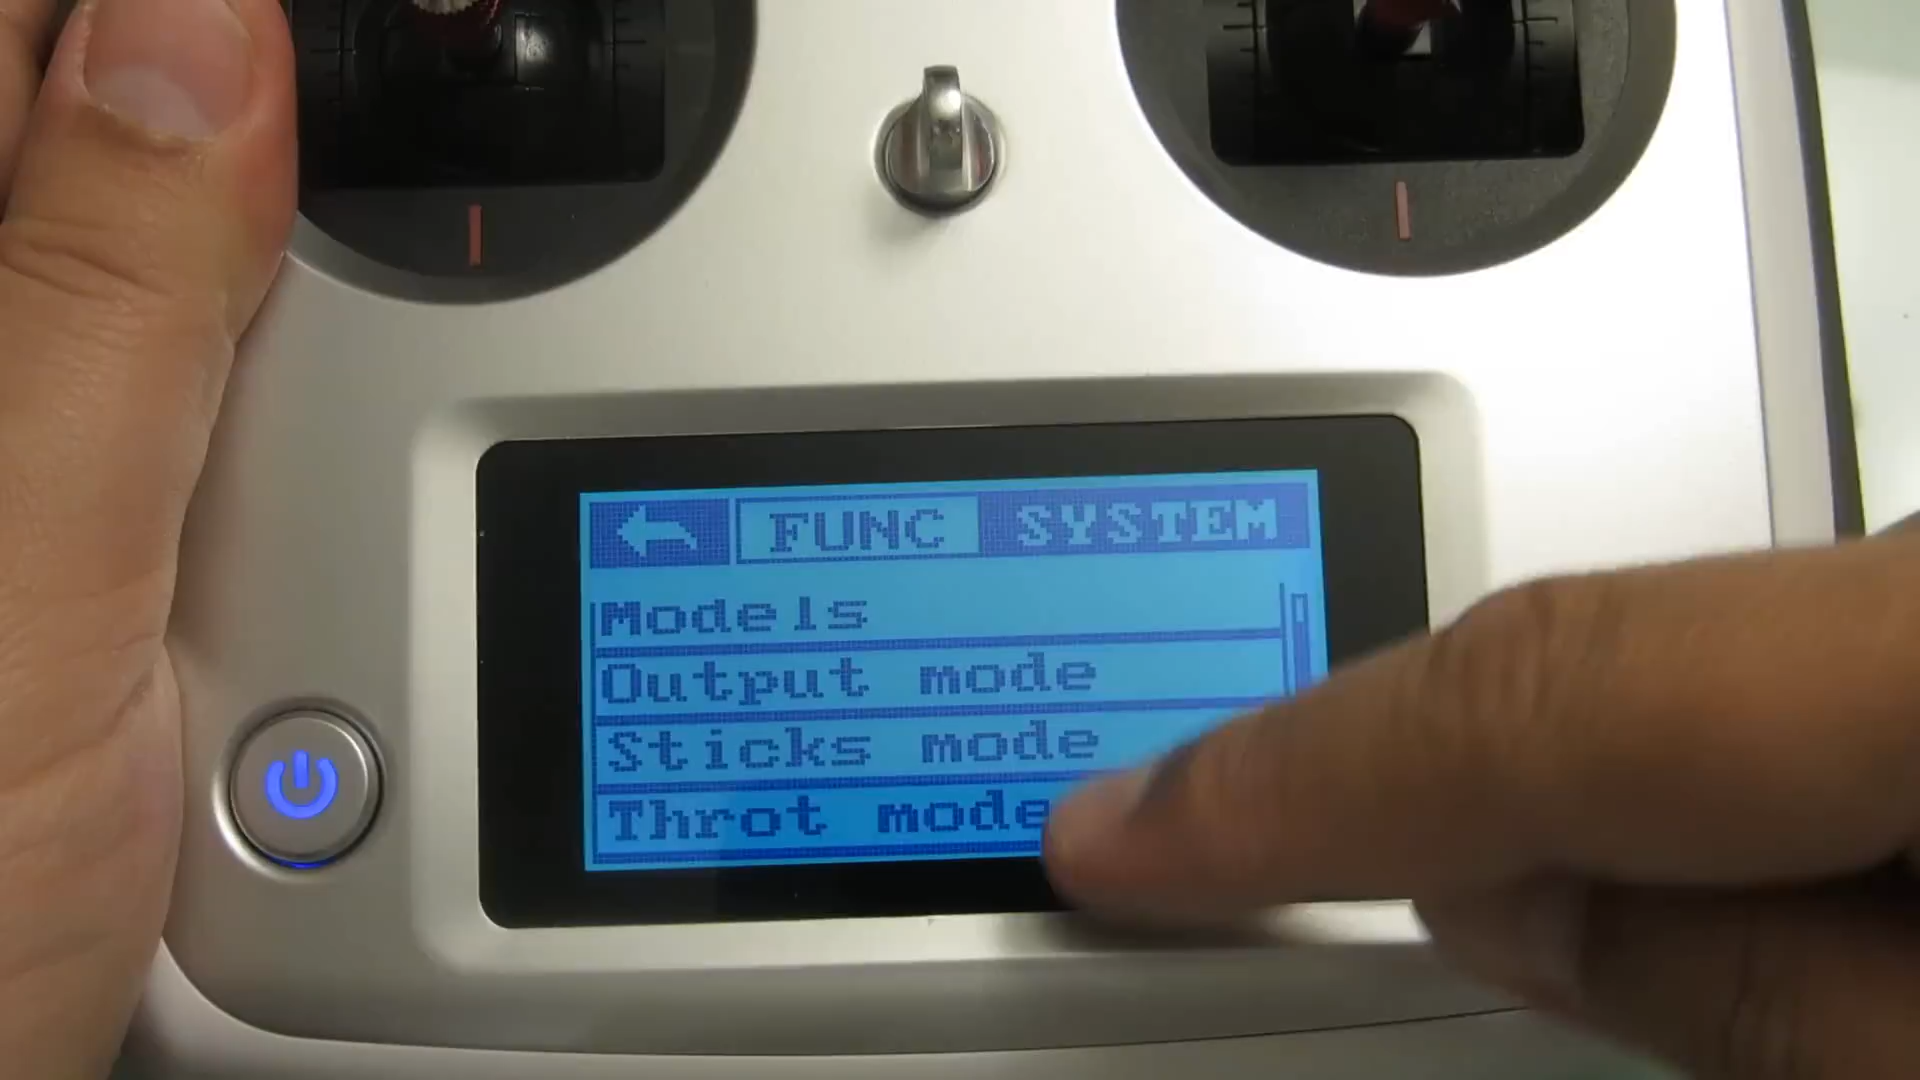 FUNC SYSTEM
Models
Output mode
Sticks mode
Throt mode